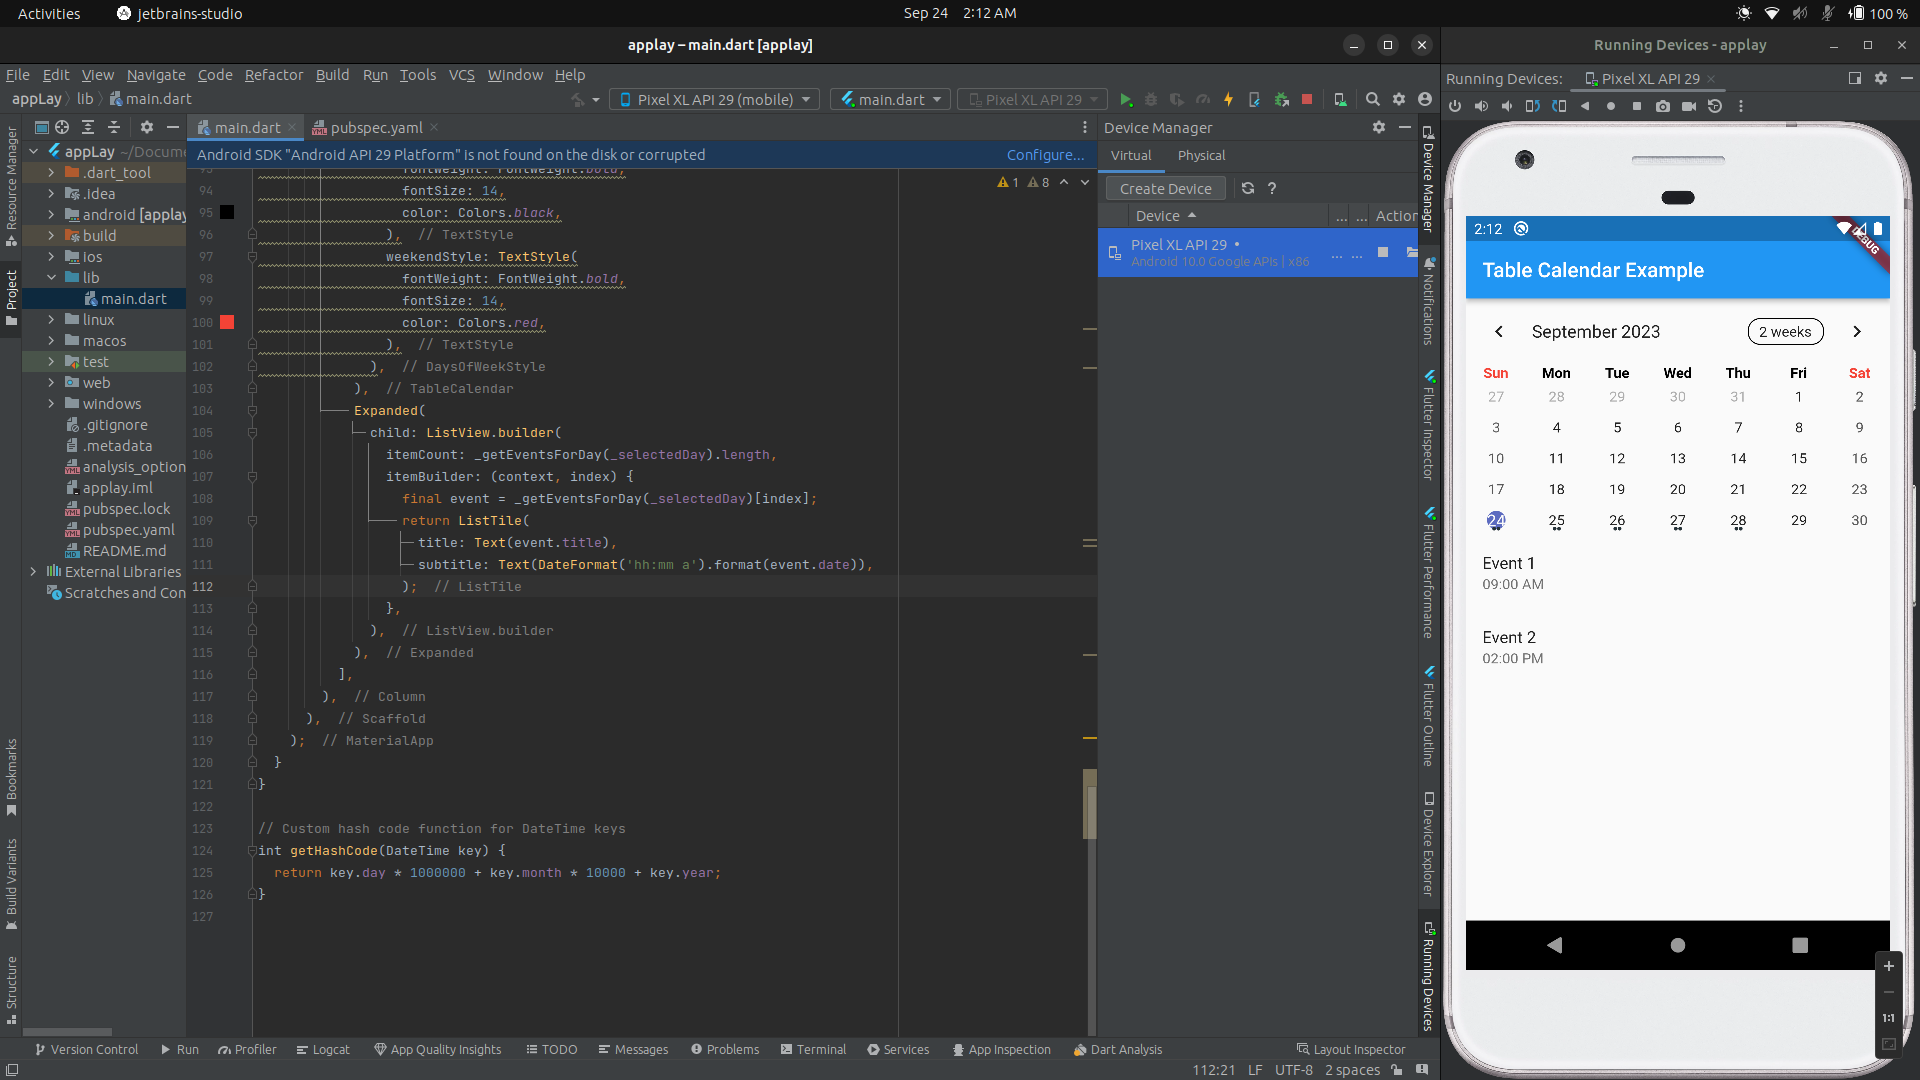 Activities
jetbrains-studio
Sep 24 2:12 AM
100 %
applay – main.dart [applay]
Running Devices - applay
File Edit View Navigate Code Refactor Build Run Tools VCS Window Help
Running Devices: Pixel XL API 29
appLay lib main.dart
Pixel XL API 29 (mobile)
main.dart
Pixel XL API 29
main.dart
pubspec.yaml
Device Manager
Android SDK "Android API 29 Platform" is not found on the disk or corrupted
Configure...
Virtual
Physical
Create Device
?
Device
... ...
Action
Pixel XL API 29
Android 10.0 Google APIs | x86
... ...
appLay ~/Docume
.dart_tool
.idea
android [applay
build
ios
lib
main.dart
linux
macos
test
web
windows
.gitignore
.metadata
analysis_option
applay.iml
pubspec.lock
pubspec.yaml
README.md
External Libraries
Scratches and Con
Resource Manager
Project
Bookmarks
Build Variants
Structure
1 8
93 fontWeight: FontWeight.bold,
94 fontSize: 14,
95 color: Colors.black,
96 ), // TextStyle
97 weekendStyle: TextStyle(
98 fontWeight: FontWeight.bold,
99 fontSize: 14,
100 color: Colors.red,
101 ), // TextStyle
102 ), // DaysOfWeekStyle
103 ), // TableCalendar
104 Expanded(
105 child: ListView.builder(
106 itemCount: _getEventsForDay(_selectedDay).length,
107 itemBuilder: (context, index) {
108 final event = _getEventsForDay(_selectedDay)[index];
109 return ListTile(
110 title: Text(event.title),
111 subtitle: Text(DateFormat('hh:mm a').format(event.date)),
112 ); // ListTile
113 },
114 ), // ListView.builder
115 ), // Expanded
116 ],
117 ), // Column
118 ), // Scaffold
119 ); // MaterialApp
120 }
121 }
122
123 // Custom hash code function for DateTime keys
124 int getHashCode(DateTime key) {
125 return key.day * 1000000 + key.month * 10000 + key.year;
126 }
127
Device Manager
Notifications
Flutter Inspector
Flutter Performance
Flutter Outline
Device Explorer
Running Devices
2:12
DEBUG
Table Calendar Example
September 2023
2 weeks
Sun Mon Tue Wed Thu Fri Sat
27 28 29 30 31 1 2
3 4 5 6 7 8 9
10 11 12 13 14 15 16
17 18 19 20 21 22 23
24 25 26 27 28 29 30
Event 1
09:00 AM
Event 2
02:00 PM
1:1
Version Control Run Profiler Logcat App Quality Insights TODO Messages Problems Terminal Services App Inspection Dart Analysis Layout Inspector
112:21 LF UTF-8 2 spaces